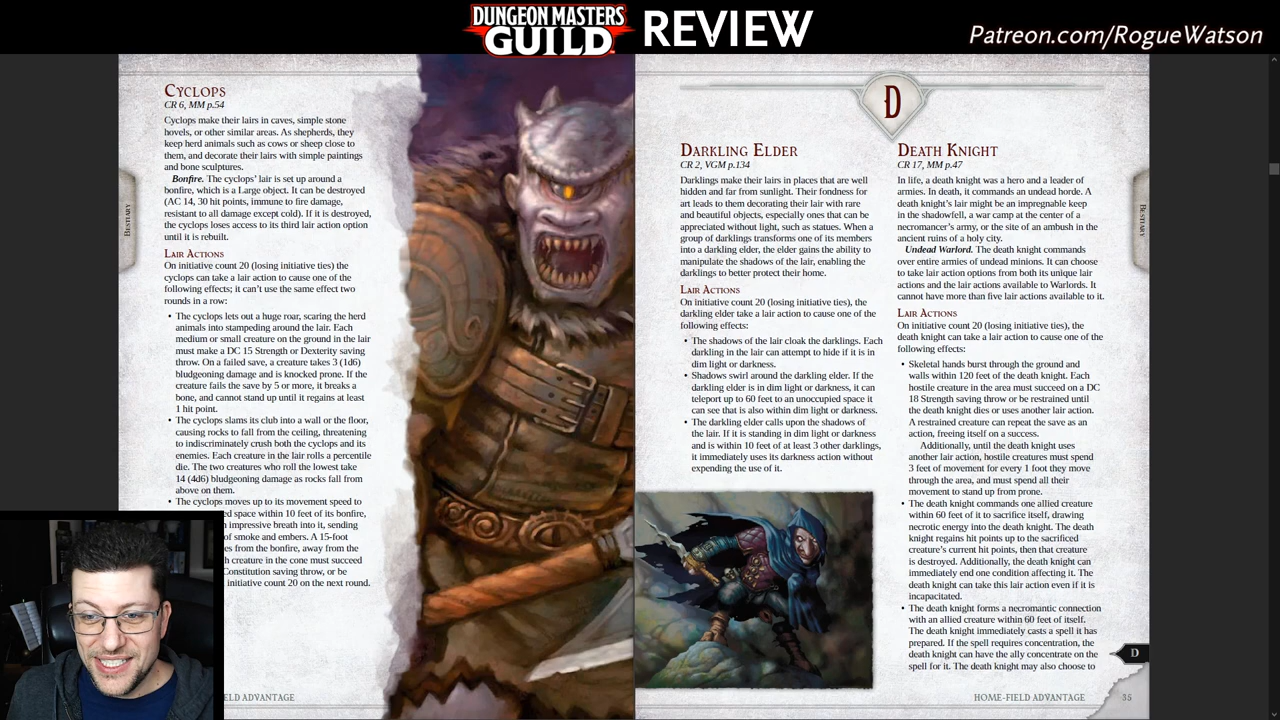 DUNGEON MASTERS
GUILD
REVIEW
Patreon.com/RogueWatson
CYCLOPS
CR 6, MM p.54
Cyclops make their lairs in caves, simple stone
hovels, or other similar areas. As shepherds, they
keep herd animals such as cows or sheep close to
them, and decorate their lairs with simple paintings
and bone sculptures.
Bonfire. The cyclops' lair is set up around a
bonfire, which is a Large object. It can be destroyed
(AC 14, 30 hit points, immune to fire damage,
resistant to all damage except cold). If it is destroyed,
the cyclops loses access to its third lair action option
until it is rebuilt.
LAIR ACTIONS
On initiative count 20 (losing initiative ties) the
cyclops can take a lair action to cause one of the
following effects; it can't use the same effect two
rounds in a row:
• The cyclops lets out a huge roar, scaring the herd
animals into stampeding around the lair. Each
medium or small creature on the ground in the lair
must make a DC 15 Strength or Dexterity saving
throw. On a failed save, a creature takes 3 (1d6)
bludgeoning damage and is knocked prone. If the
creature fails the save by 5 or more, it breaks a
bone, and cannot stand up until it regains at least
1 hit point.
• The cyclops slams its club into a wall or the floor,
causing rocks to fall from the ceiling, threatening
to indiscriminately crush both the cyclops and its
enemies. Each creature in the lair rolls a percentile
die. The two creatures who roll the lowest take
14 (4d6) bludgeoning damage as rocks fall from
above on them.
• The cyclops moves up to its movement speed to
ed space within 10 feet of its bonfire,
impressive breath into it, sending
of smoke and embers. A 15-foot
es from the bonfire, away from the
h creature in the cone must succeed
Constitution saving throw, or be
initiative count 20 on the next round.
BESTIARY
ELD ADVANTAGE
D
DARKLING ELDER
CR 2, VGM p.134
Darklings make their lairs in places that are well
hidden and far from sunlight. Their fondness for
art leads to them decorating their lair with rare
and beautiful objects, especially ones that can be
appreciated without light, such as statues. When a
group of darklings transforms one of its members
into a darkling elder, the elder gains the ability to
manipulate the shadows of the lair, enabling the
darklings to better protect their home.
LAIR ACTIONS
On initiative count 20 (losing initiative ties), the
darkling elder take a lair action to cause one of the
following effects:
• The shadows of the lair cloak the darklings. Each
darkling in the lair can attempt to hide if it is in
dim light or darkness.
• Shadows swirl around the darkling elder. If the
darkling elder is in dim light or darkness, it can
teleport up to 60 feet to an unoccupied space it
can see that is also within dim light or darkness.
• The darkling elder calls upon the shadows of
the lair. If it is standing in dim light or darkness
and is within 10 feet of at least 3 other darklings,
it immediately uses its darkness action without
expending the use of it.
DEATH KNIGHT
CR 17, MM p.47
In life, a death knight was a hero and a leader of
armies. In death, it commands an undead horde. A
death knight's lair might be an impregnable keep
in the shadowfell, a war camp at the center of a
necromancer's army, or the site of an ambush in the
ancient ruins of a holy city.
Undead Warlord. The death knight commands
over entire armies of undead minions. It can choose
to take lair action options from both its unique lair
actions and the lair actions available to Warlords. It
cannot have more than five lair actions available to it.
LAIR ACTIONS
On initiative count 20 (losing initiative ties), the
death knight can take a lair action to cause one of the
following effects:
• Skeletal hands burst through the ground and
walls within 120 feet of the death knight. Each
hostile creature in the area must succeed on a DC
18 Strength saving throw or be restrained until
the death knight dies or uses another lair action.
A restrained creature can repeat the save as an
action, freeing itself on a success.
Additionally, until the death knight uses
another lair action, hostile creatures must spend
3 feet of movement for every 1 foot they move
through the area, and must spend all their
movement to stand up from prone.
• The death knight commands one allied creature
within 60 feet of it to sacrifice itself, drawing
necrotic energy into the death knight. The death
knight regains hit points up to the sacrificed
creature's current hit points, then that creature
is destroyed. Additionally, the death knight can
immediately end one condition affecting it. The
death knight can take this lair action even if it is
incapacitated.
• The death knight forms a necromantic connection
with an allied creature within 60 feet of itself.
The death knight immediately casts a spell it has
prepared. If the spell requires concentration, the
death knight can have the ally concentrate on the
spell for it. The death knight may also choose to
BESTIARY
D
HOME-FIELD ADVANTAGE
35